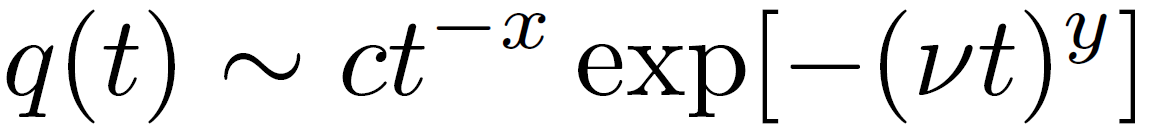 q(t) ∼ ct^{−x} exp[−(νt)^y]